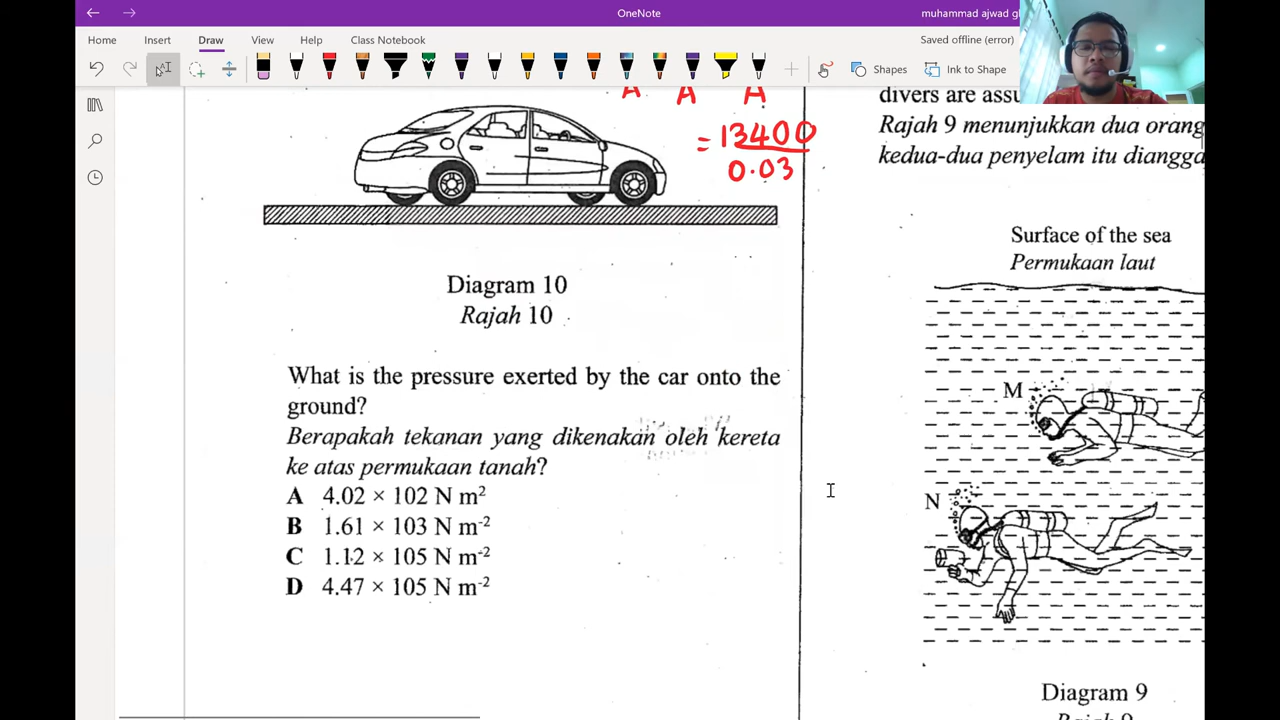 OneNote
muhammad ajwad gh
Home Insert Draw View Help Class Notebook
Saved offline (error)
Shapes
Ink to Shape
A A A
= 13400
0.03
Diagram 10
Rajah 10
What is the pressure exerted by the car onto the
ground?
Berapakah tekanan yang dikenakan oleh kereta
ke atas permukaan tanah?
A 4.02 × 102 N m²
B 1.61 × 103 N m⁻²
C 1.12 × 105 N m⁻²
D 4.47 × 105 N m⁻²
divers are assu
Rajah 9 menunjukkan dua orang
kedua-dua penyelam itu diangga
Surface of the sea
Permukaan laut
M
N
Diagram 9
Rajah 9